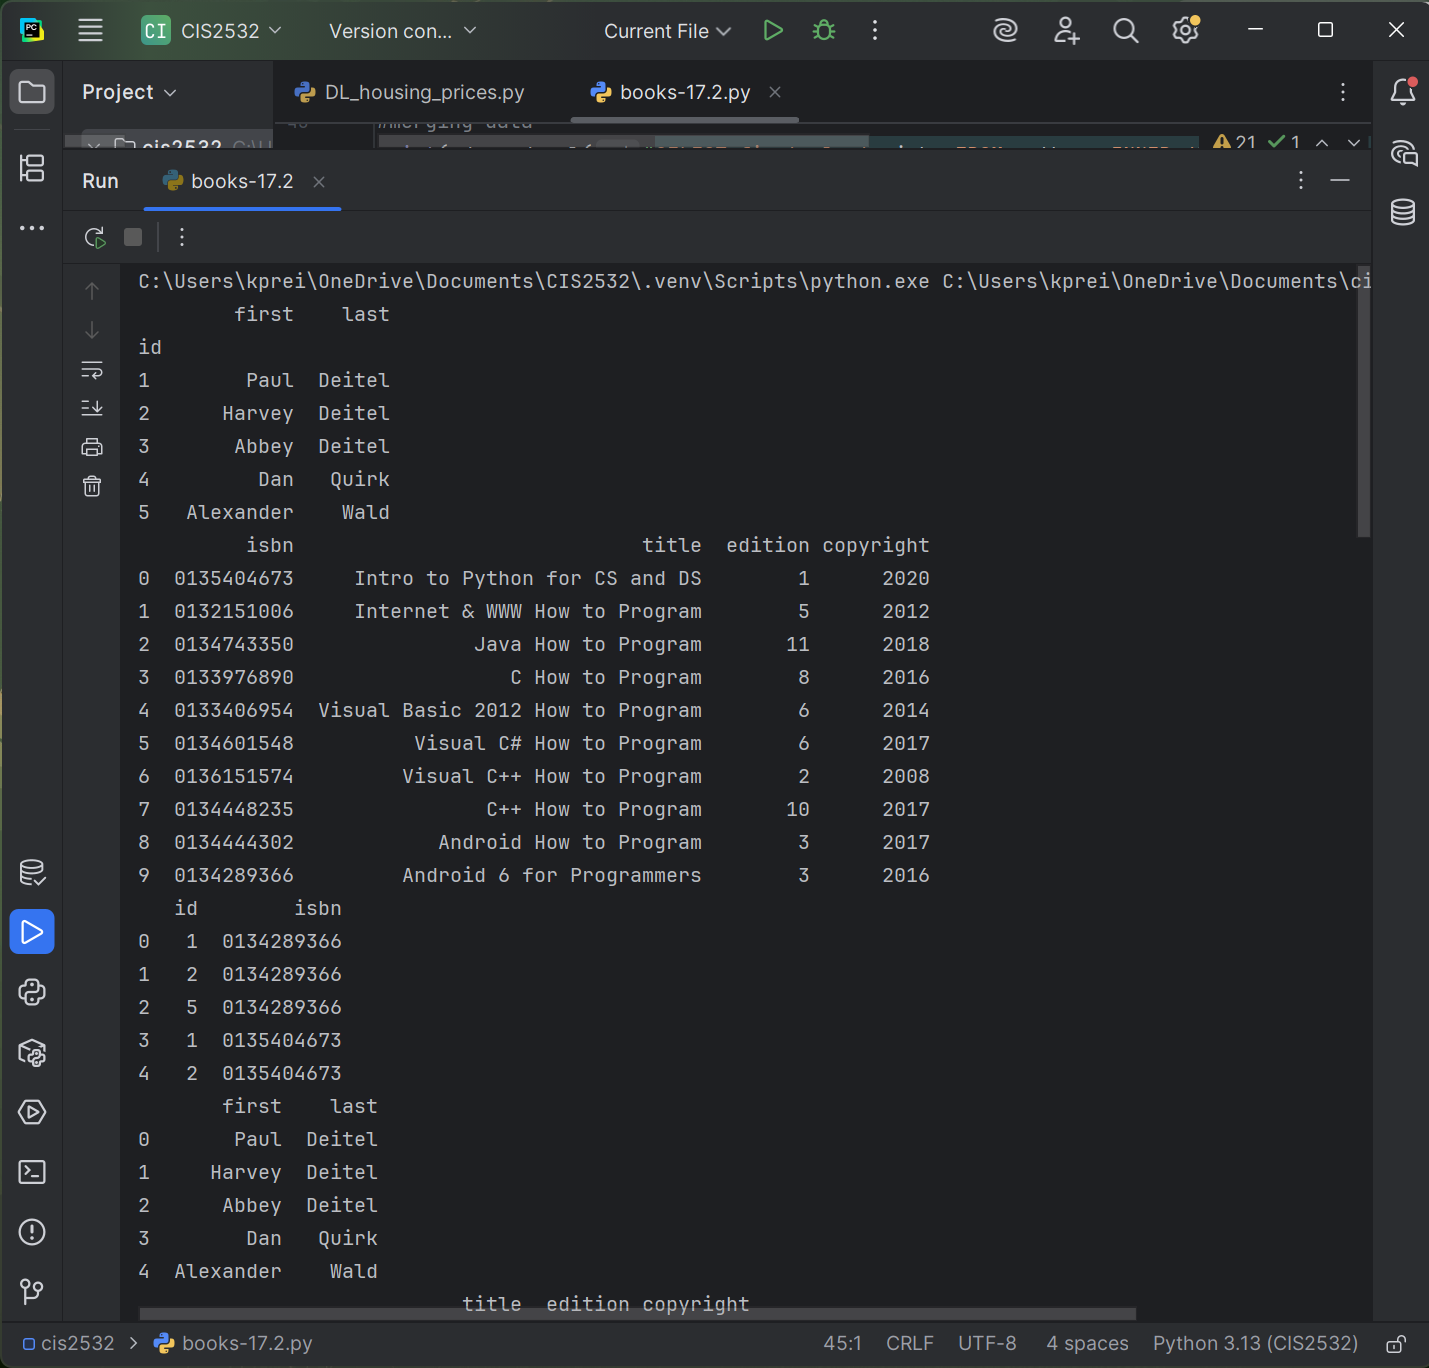 PC
CI CIS2532 Version con... Current File
Project DL_housing_prices.py books-17.2.py
#merging data
cis2532 21 1
Run books-17.2
C:\Users\kprei\OneDrive\Documents\CIS2532\.venv\Scripts\python.exe C:\Users\kprei\OneDrive\Documents\ci
first last
id
1 Paul Deitel
2 Harvey Deitel
3 Abbey Deitel
4 Dan Quirk
5 Alexander Wald
isbn title edition copyright
0 0135404673 Intro to Python for CS and DS 1 2020
1 0132151006 Internet & WWW How to Program 5 2012
2 0134743350 Java How to Program 11 2018
3 0133976890 C How to Program 8 2016
4 0133406954 Visual Basic 2012 How to Program 6 2014
5 0134601548 Visual C# How to Program 6 2017
6 0136151574 Visual C++ How to Program 2 2008
7 0134448235 C++ How to Program 10 2017
8 0134444302 Android How to Program 3 2017
9 0134289366 Android 6 for Programmers 3 2016
id isbn
0 1 0134289366
1 2 0134289366
2 5 0134289366
3 1 0135404673
4 2 0135404673
first last
0 Paul Deitel
1 Harvey Deitel
2 Abbey Deitel
3 Dan Quirk
4 Alexander Wald
title edition copyright
cis2532 > books-17.2.py 45:1 CRLF UTF-8 4 spaces Python 3.13 (CIS2532)